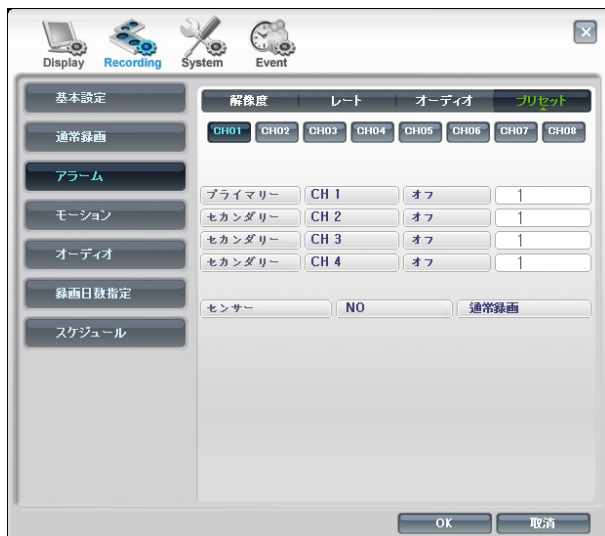 Display Recording System Event
基本設定
通常録画
アラーム
モーション
オーディオ
録画日数指定
スケジュール
解像度 レート オーディオ プリセット
CH01 CH02 CH03 CH04 CH05 CH06 CH07 CH08
プライマリー CH 1 オフ 1
セカンダリー CH 2 オフ 1
セカンダリー CH 3 オフ 1
セカンダリー CH 4 オフ 1
センサー NO 通常録画
OK 取消